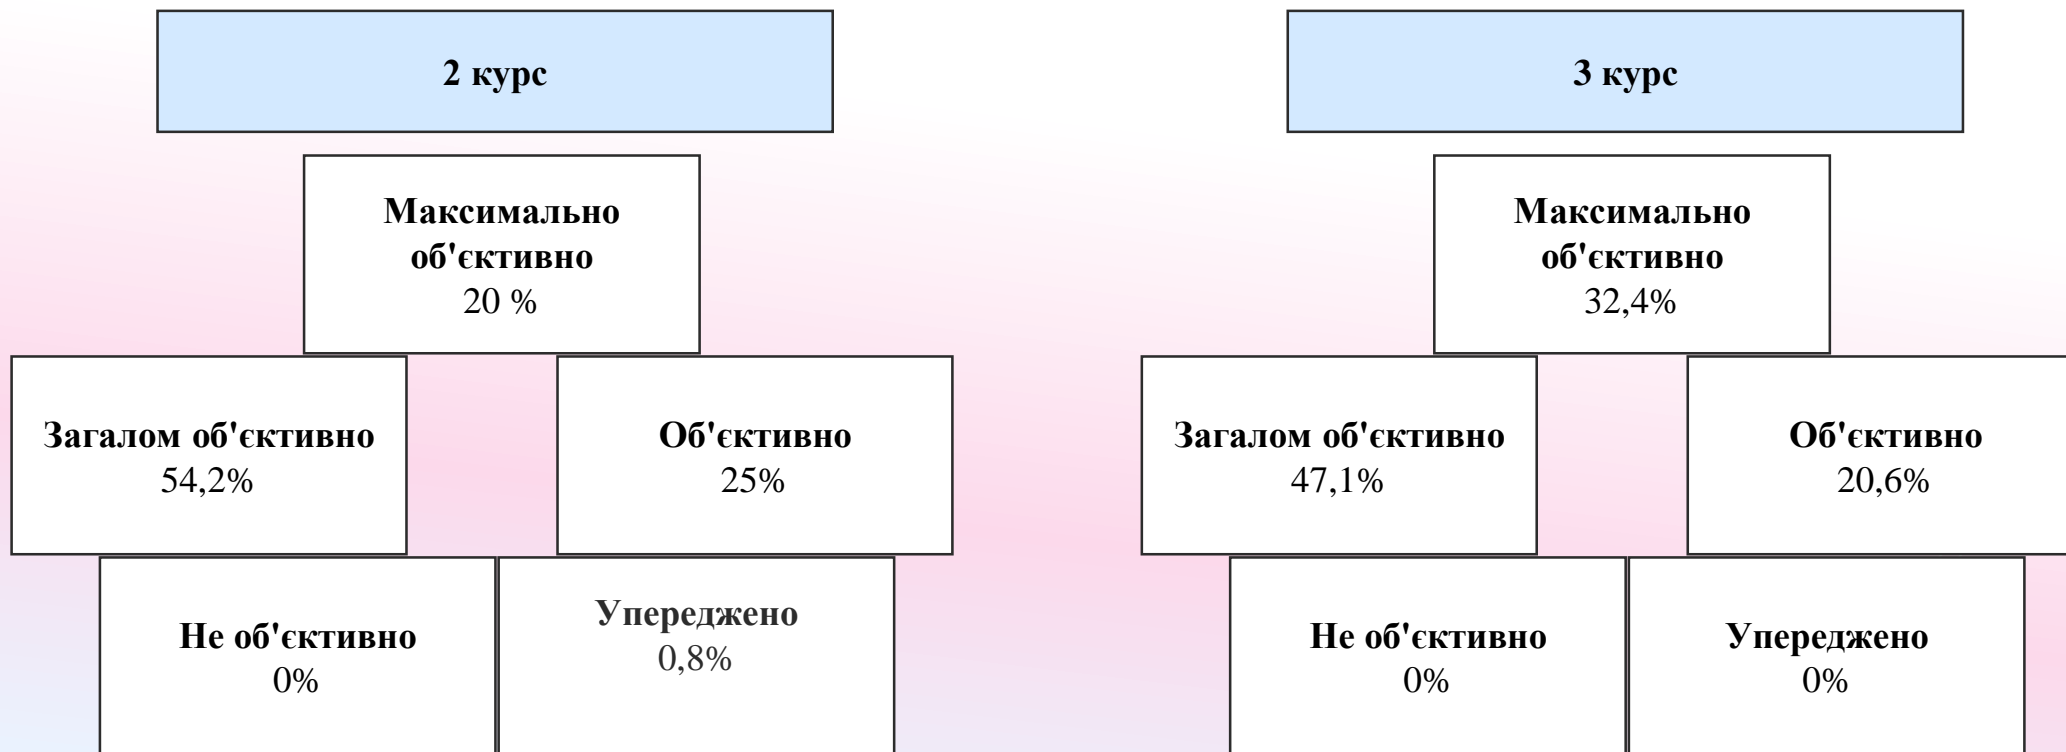 2 курс
Максимально
об'єктивно
20 %
Загалом об'єктивно
54,2%
Об'єктивно
25%
Не об'єктивно
0%
Упереджено
0,8%
3 курс
Максимально
об'єктивно
32,4%
Загалом об'єктивно
47,1%
Об'єктивно
20,6%
Не об'єктивно
0%
Упереджено
0%